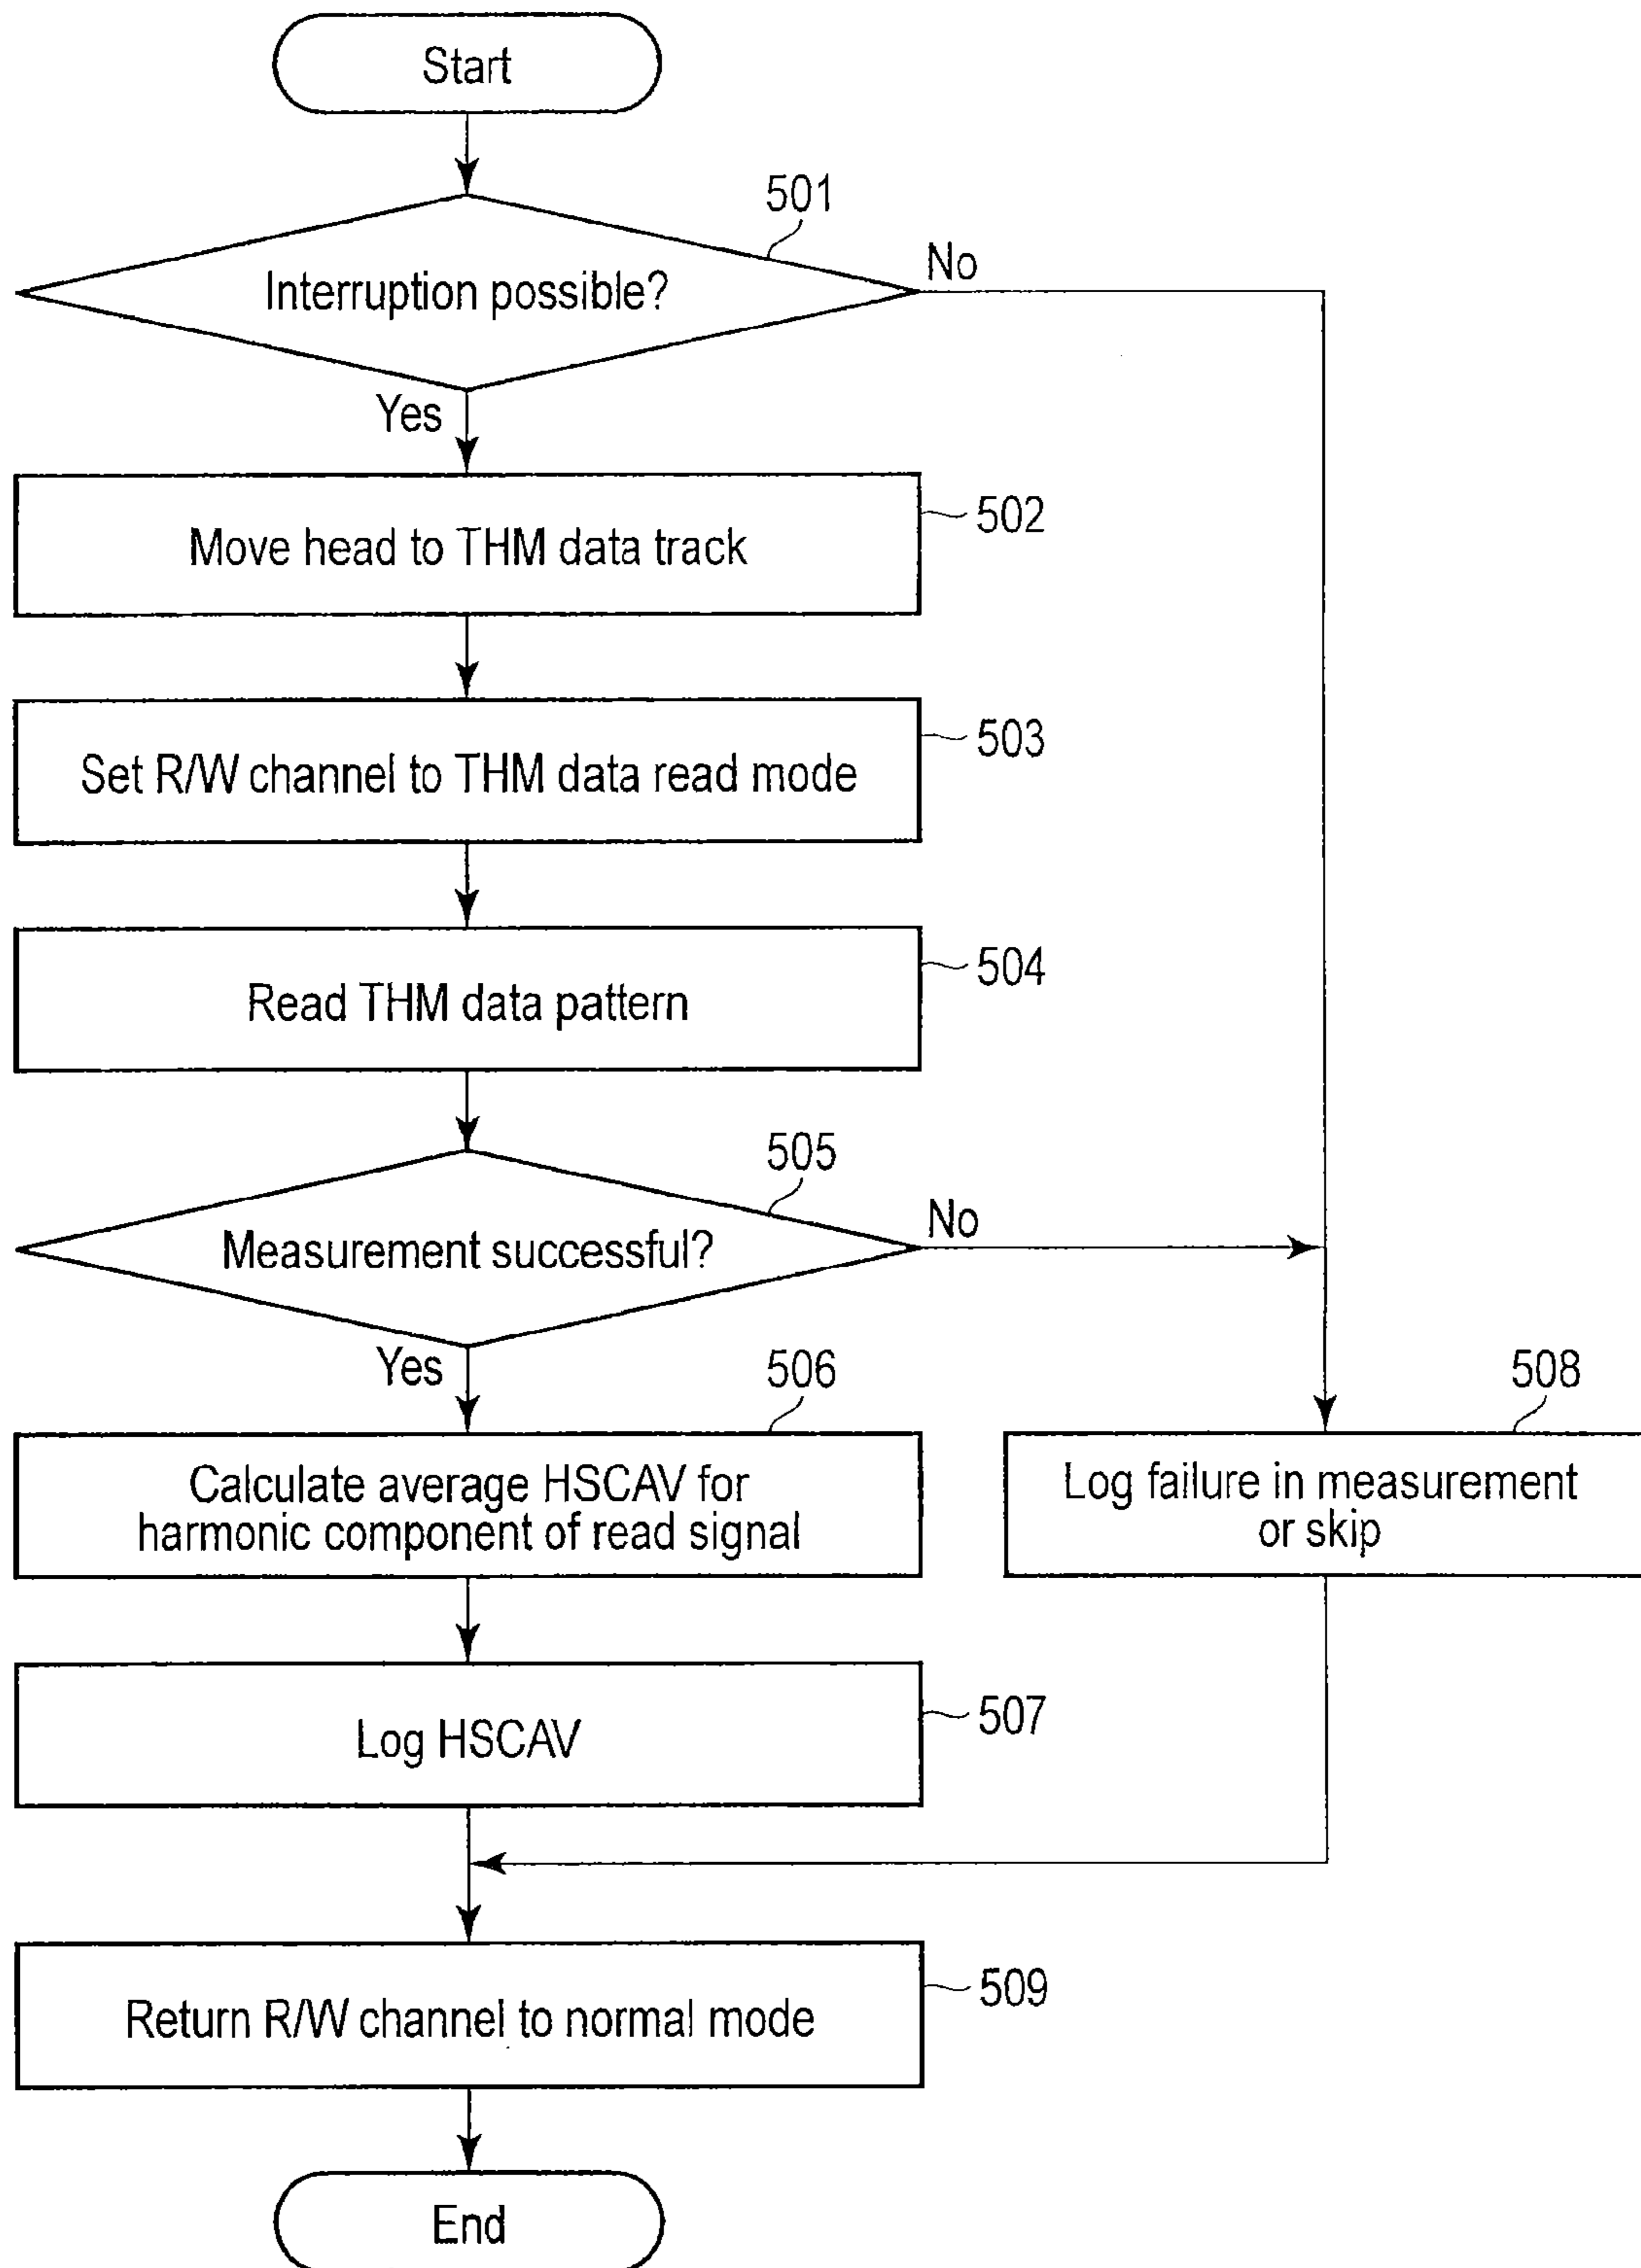 Start
501
Interruption possible?
No
Yes
502
Move head to THM data track
503
Set R/W channel to THM data read mode
504
Read THM data pattern
505
Measurement successful?
No
Yes
506
Calculate average HSCAV for
harmonic component of read signal
508
Log failure in measurement
or skip
507
Log HSCAV
509
Return R/W channel to normal mode
End